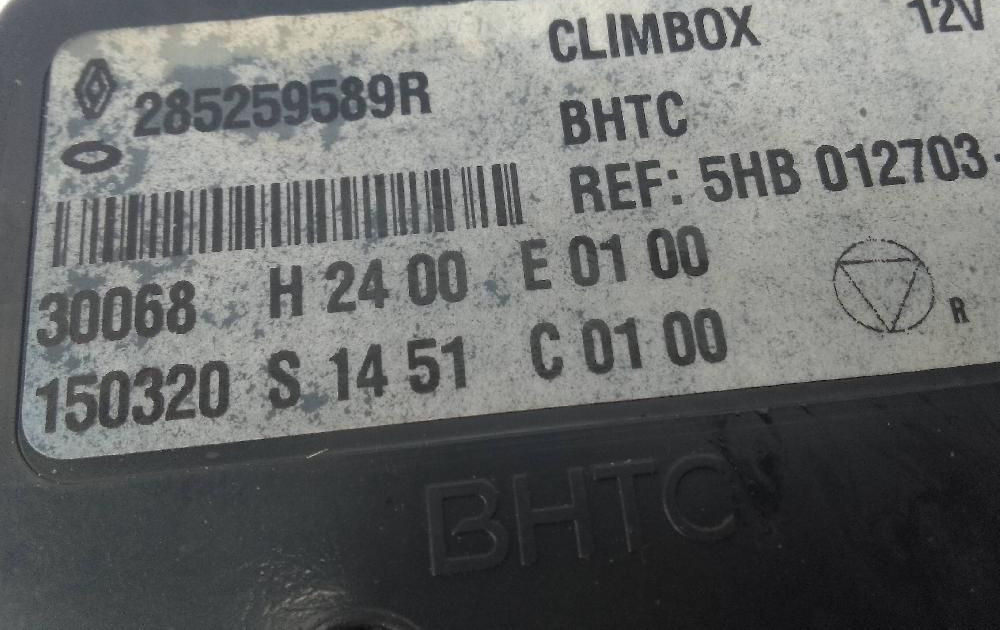 CLIMBOX 12V
285259589R
BHTC
REF: 5HB 012703-
30068 H 24 00 E 01 00
150320 S 14 51 C 01 00
R
BHTC